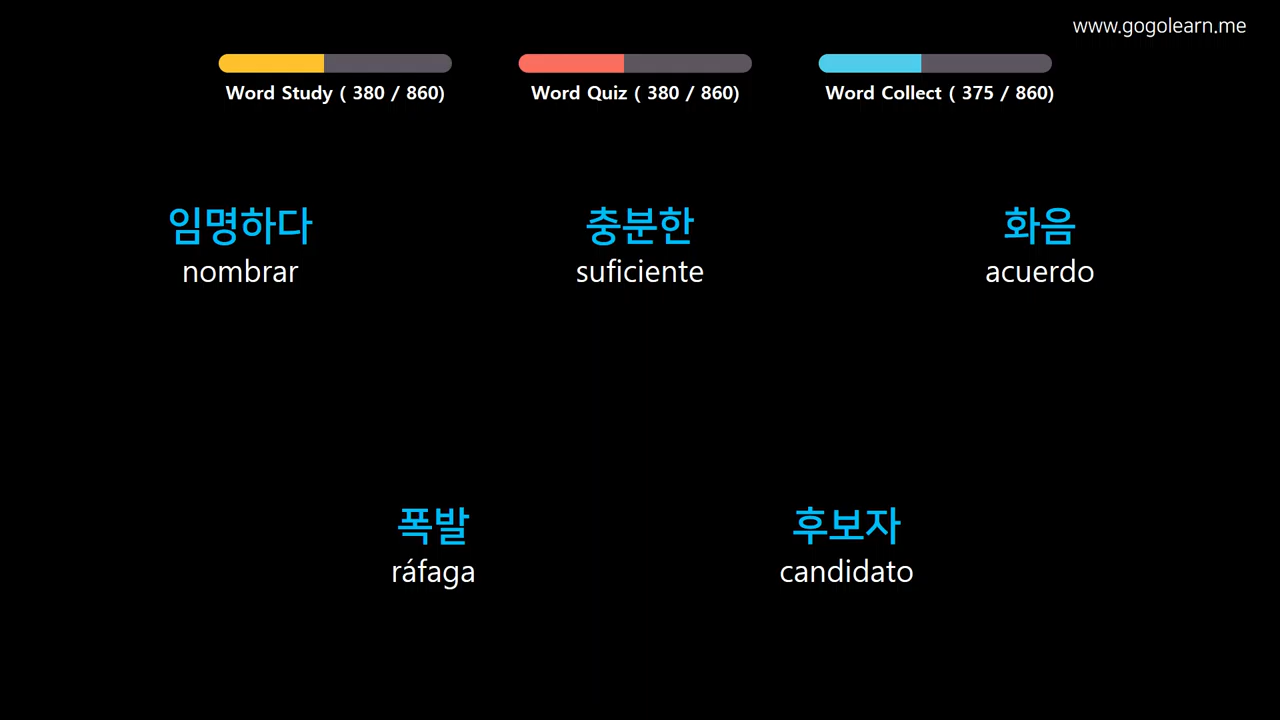 www.gogolearn.me
Word Study ( 380 / 860)
Word Quiz ( 380 / 860)
Word Collect ( 375 / 860)
임명하다
nombrar
충분한
suficiente
화음
acuerdo
폭발
ráfaga
후보자
candidato